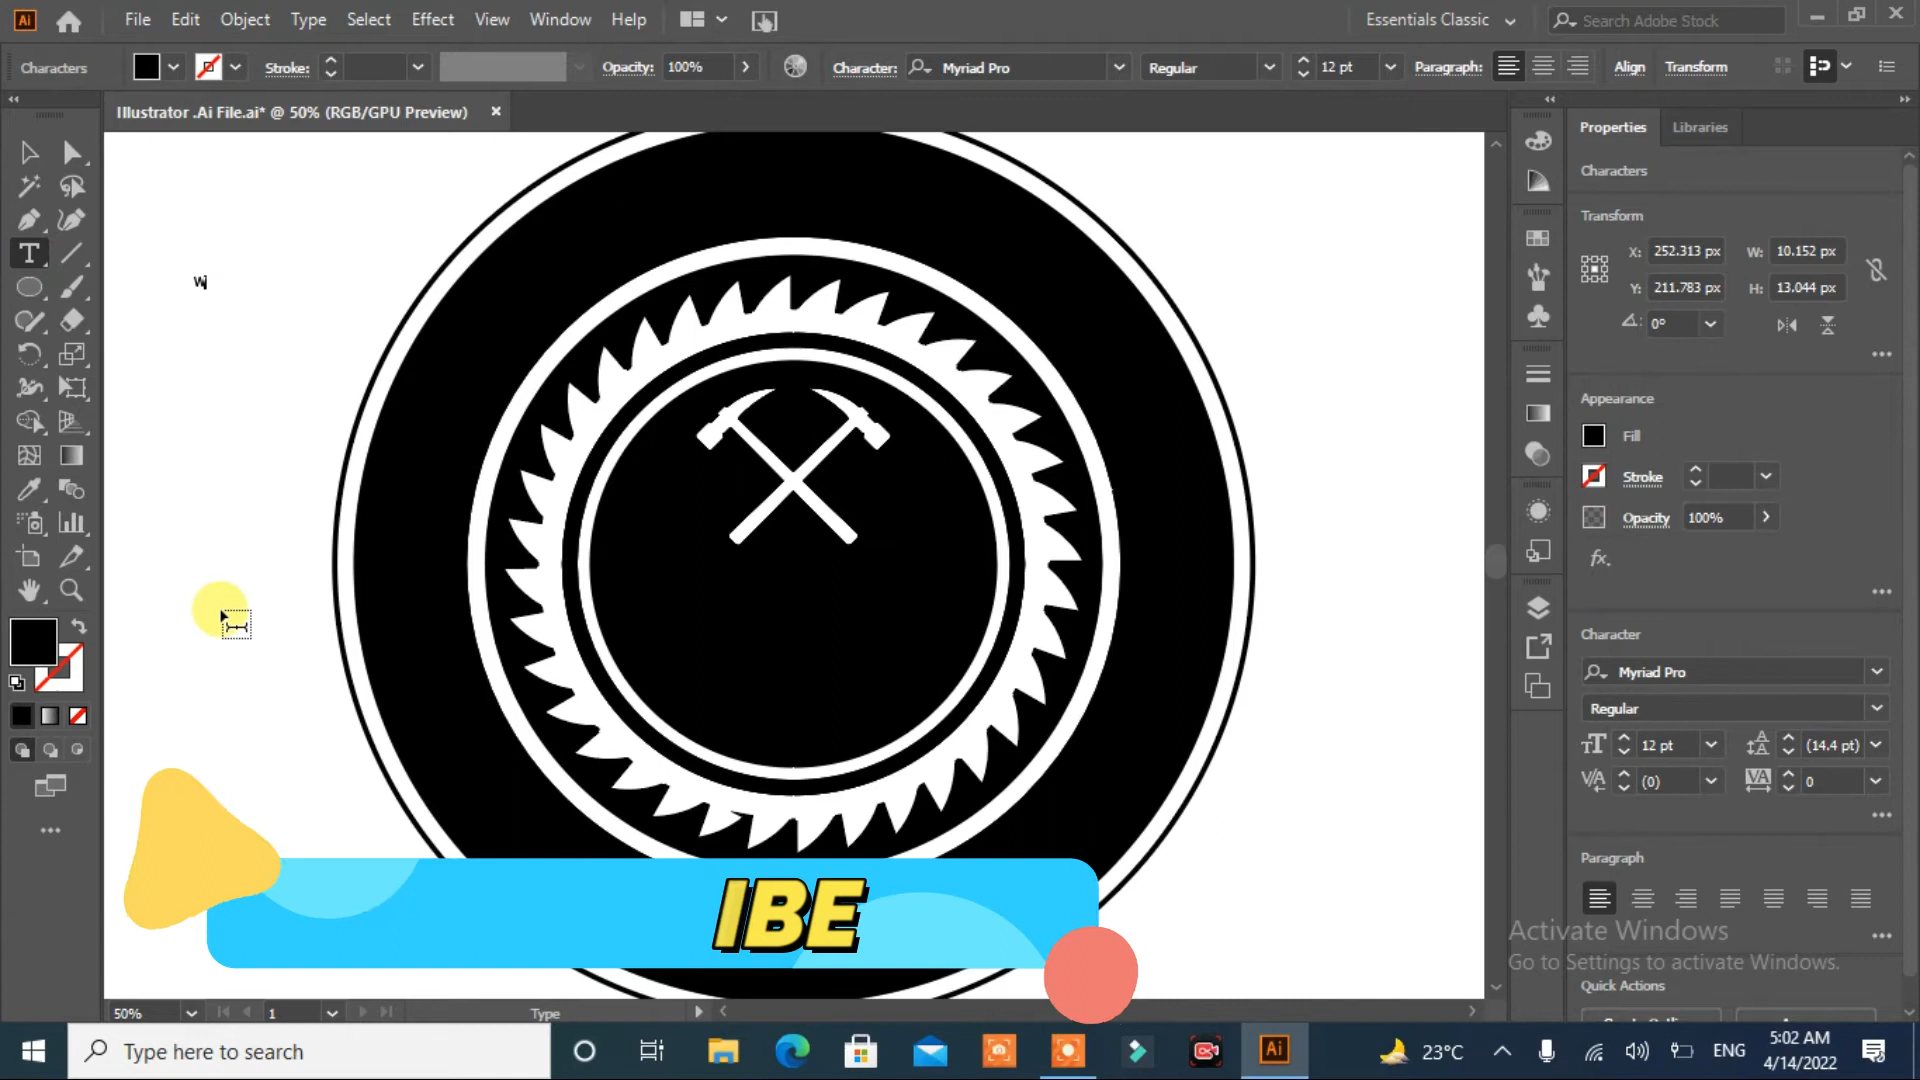 Ai File Edit Object Type Select Effect View Window Help Essentials Classic Search Adobe Stock
Characters Stroke: Opacity: 100% Character: Myriad Pro Regular 12 pt Paragraph: Align Transform
Illustrator .Ai File.ai* @ 50% (RGB/GPU Preview)
Properties Libraries
Characters
Transform
X: 252.313 px W: 10.152 px
Y: 211.783 px H: 13.044 px
0°
Appearance
Fill
Stroke
Opacity 100%
fx.
Character
Myriad Pro
Regular
12 pt (14.4 pt)
(0) 0
Paragraph
Quick Actions
w
IBE
Activate Windows
Go to Settings to activate Windows.
50% 1 Type
Type here to search
Ai
23°C
ENG
5:02 AM
4/14/2022